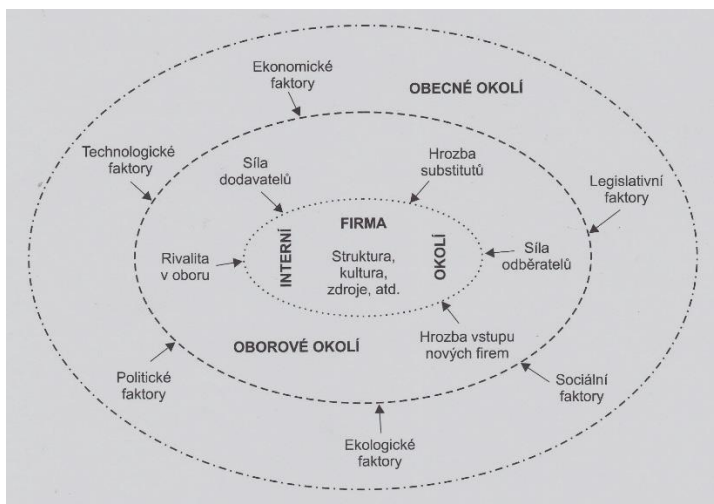 Ekonomické
faktory
OBECNÉ OKOLÍ
Technologické
faktory
Síla
dodavatelů
Hrozba
substitutů
Legislativní
faktory
FIRMA
INTERNÍ
OKOLÍ
Struktura,
kultura,
zdroje, atd.
Rivalita
v oboru
Síla
odběratelů
OBOROVÉ OKOLÍ
Hrozba vstupu
nových firem
Politické
faktory
Sociální
faktory
Ekologické
faktory